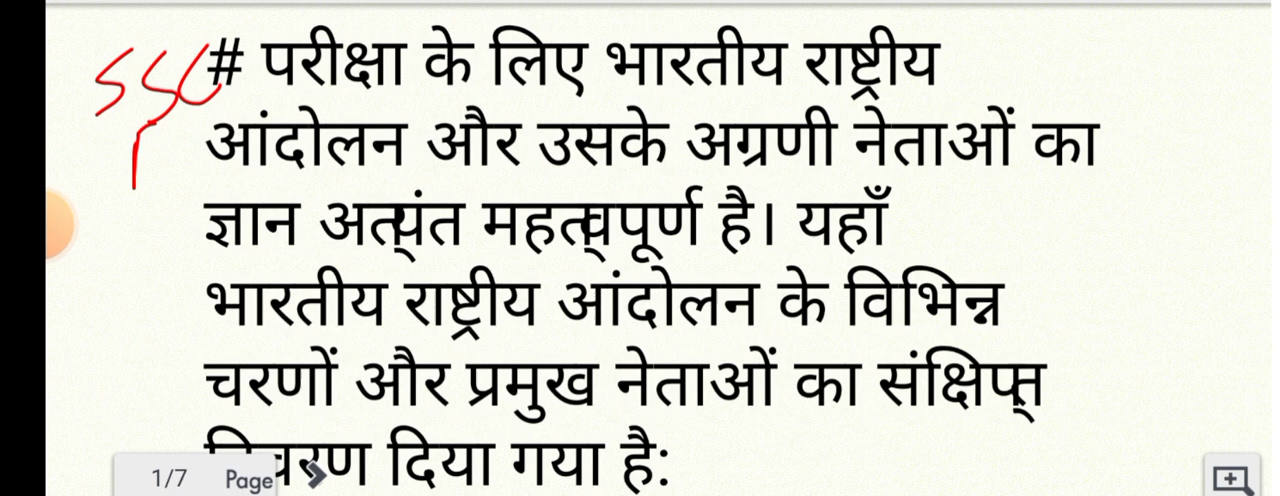 SSC # परीक्षा के लिए भारतीय राष्ट्रीय
आंदोलन और उसके अग्रणी नेताओं का
ज्ञान अत्यंत महत्वपूर्ण है। यहाँ
भारतीय राष्ट्रीय आंदोलन के विभिन्न
चरणों और प्रमुख नेताओं का संक्षिप्त
विवरण दिया गया है:
1/7 Page